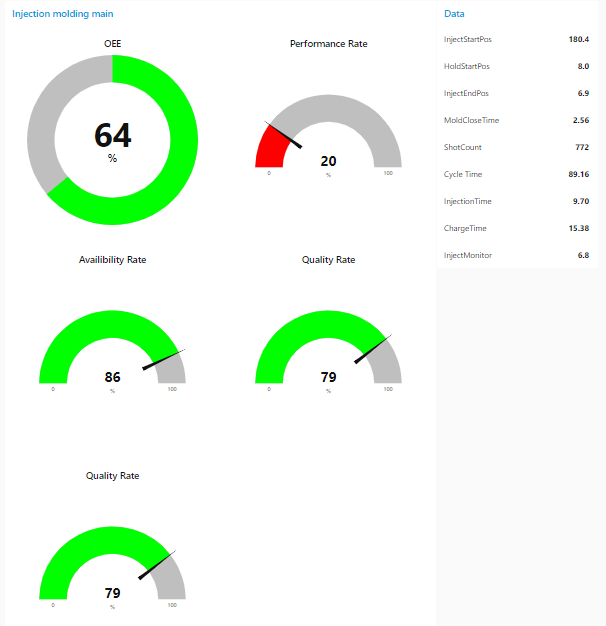 Injection molding main
OEE
64
%
Performance Rate
20
0 % 100
Availibility Rate
86
0 % 100
Quality Rate
79
0 % 100
Quality Rate
79
0 % 100
Data
InjectStartPos 180.4
HoldStartPos 8.0
InjectEndPos 6.9
MoldCloseTime 2.56
ShotCount 772
Cycle Time 89.16
InjectionTime 9.70
ChargeTime 15.38
InjectMonitor 6.8